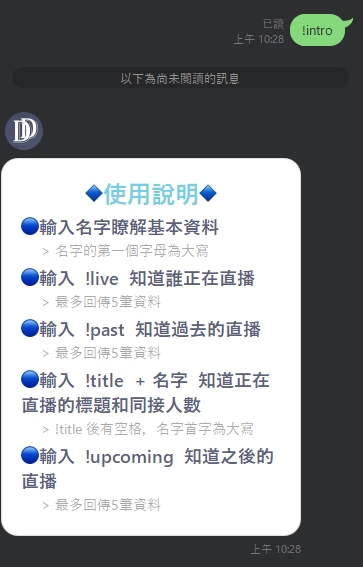 已讀
上午 10:28
!intro
以下為尚未閱讀的訊息
DD
使用說明
輸入名字瞭解基本資料
> 名字的第一個字母為大寫
輸入 !live 知道誰正在直播
> 最多回傳5筆資料
輸入 !past 知道過去的直播
> 最多回傳5筆資料
輸入 !title + 名字 知道正在
直播的標題和同接人數
> !title 後有空格, 名字首字為大寫
輸入 !upcoming 知道之後的
直播
> 最多回傳5筆資料
上午 10:28